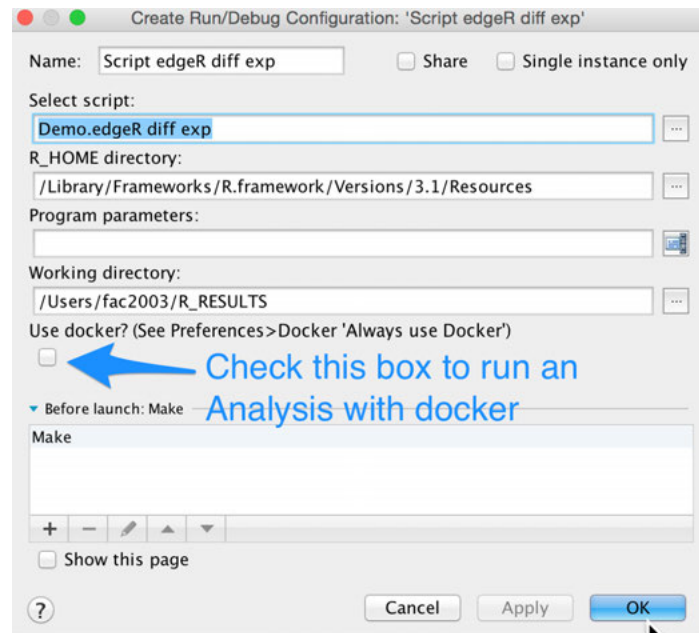 Create Run/Debug Configuration: 'Script edgeR diff exp'
Name: Script edgeR diff exp Share Single instance only
Select script:
Demo.edgeR diff exp
R_HOME directory:
/Library/Frameworks/R.framework/Versions/3.1/Resources
Program parameters:
Working directory:
/Users/fac2003/R_RESULTS
Use docker? (See Preferences>Docker 'Always use Docker')
Check this box to run an
Analysis with docker
Before launch: Make
Make
Show this page
? Cancel Apply OK